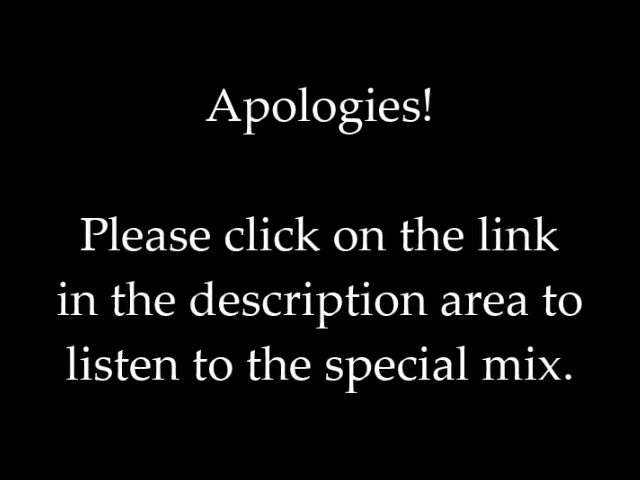 Apologies!
Please click on the link
in the description area to
listen to the special mix.